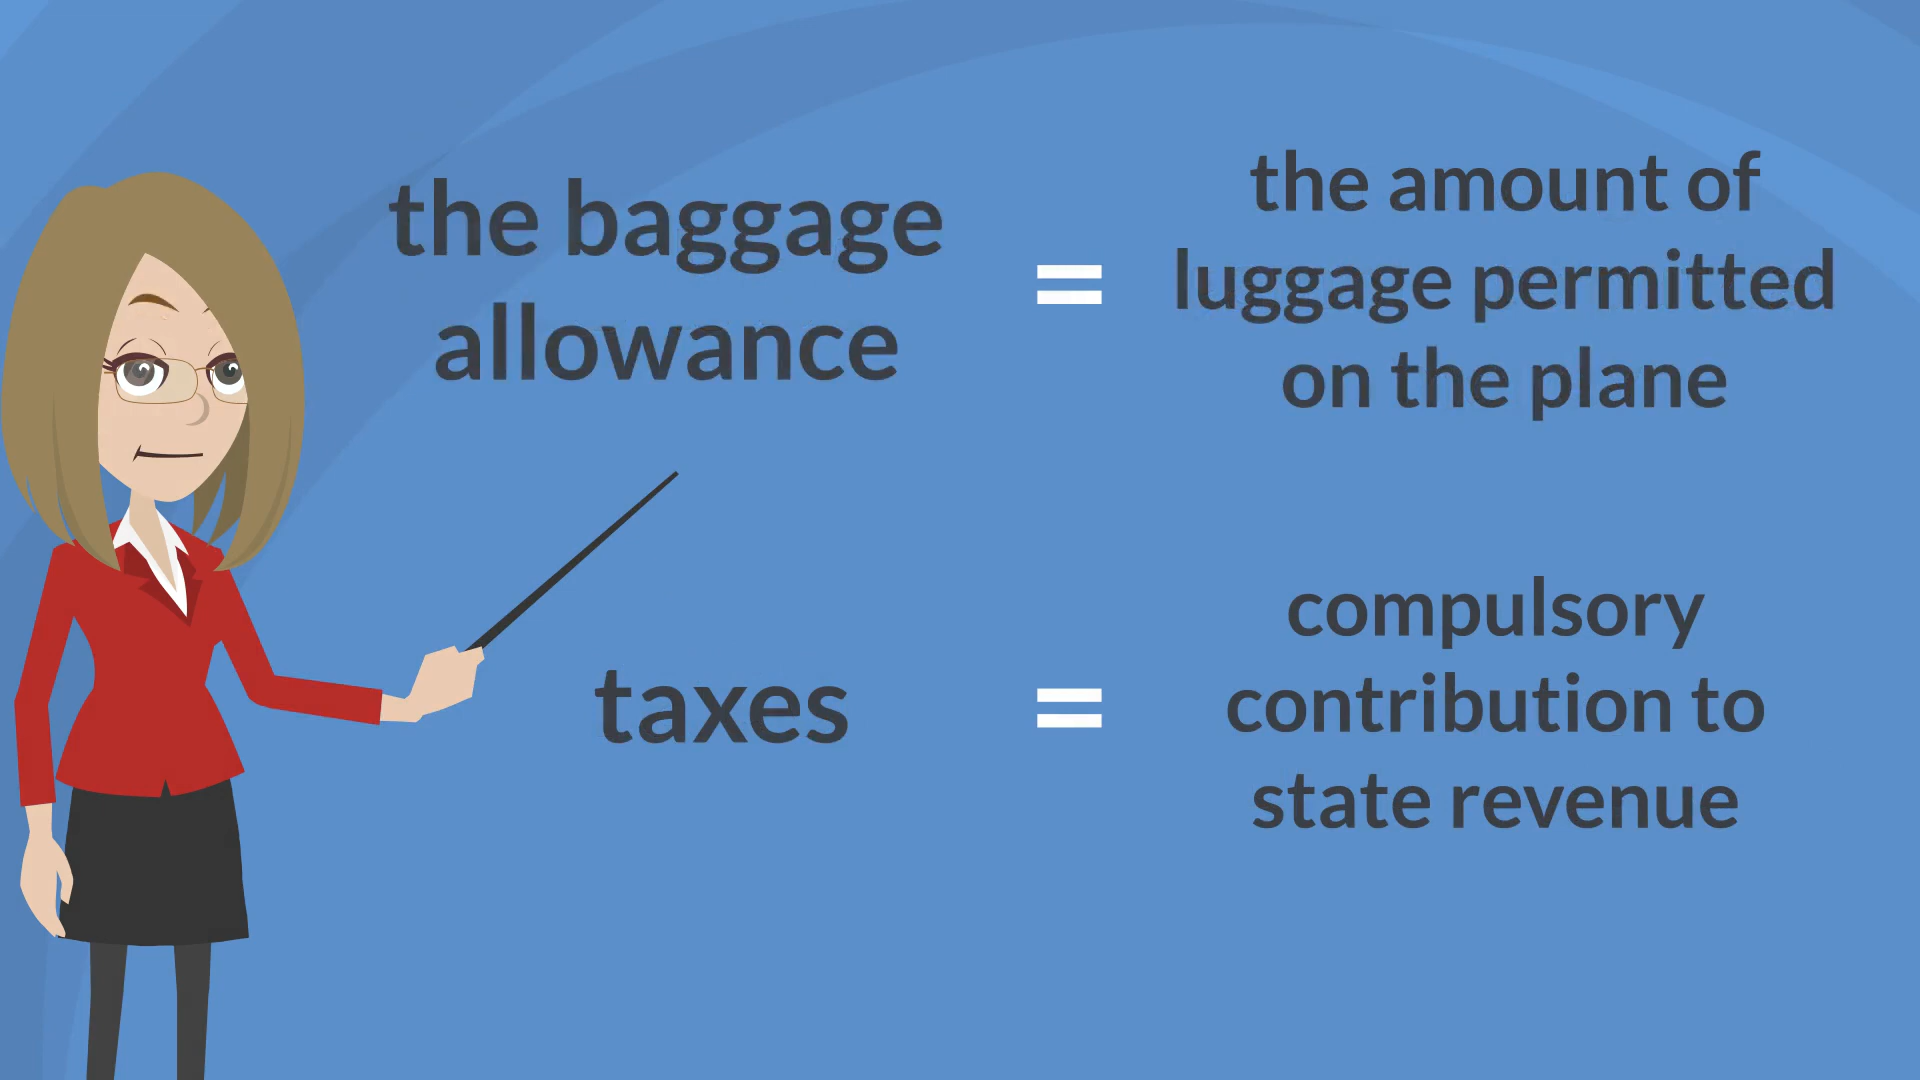 the baggage
allowance
=
the amount of
luggage permitted
on the plane
taxes
=
compulsory
contribution to
state revenue